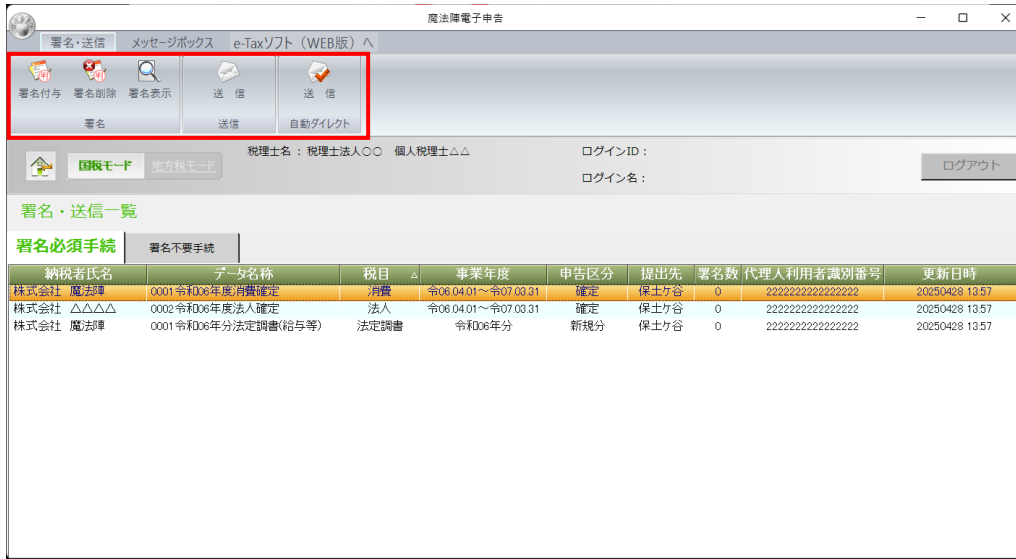 魔法陣電子申告
署名・送信 メッセージボックス e-Taxソフト（WEB版）へ
署名付与 署名削除 署名表示 送 信 送 信
署名 送信 自動ダイレクト
税理士名：税理士法人○○ 個人税理士△△ ログインID：
国税モード 地方税モード ログアウト
ログイン名：
署名・送信一覧
署名必須手続 署名不要手続
納税者氏名 データ名称 税目 △ 事業年度 申告区分 提出先 署名数 代理人利用者識別番号 更新日時
株式会社 魔法陣 0001 令和06年度消費確定 消費 令06.04.01～令07.03.31 確定 保土ケ谷 0 2222222222222222 20250428 13:57
株式会社 △△△△ 0002 令和06年度法人確定 法人 令06.04.01～令07.03.31 確定 保土ケ谷 0 2222222222222222 20250428 13:57
株式会社 魔法陣 0001 令和06年分法定調書(給与等) 法定調書 令和06年分 新規分 保土ケ谷 0 2222222222222222 20250428 13:57